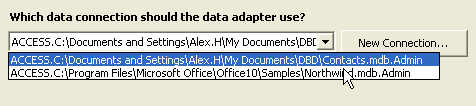 Which data connection should the data adapter use?
ACCESS.C:\Documents and Settings\Alex.H\My Documents\DBD New Connection...
ACCESS.C:\Documents and Settings\Alex.H\My Documents\DBD\Contacts.mdb.Admin
ACCESS.C:\Program Files\Microsoft Office\Office10\Samples\Northwind.mdb.Admin